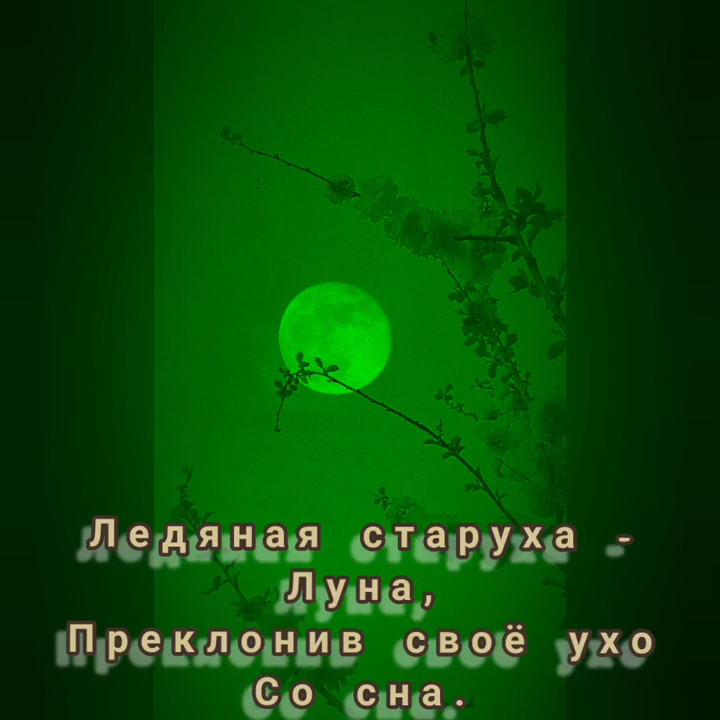 Ледяная старуха -
Луна,
Преклонив своё ухо
Со сна.